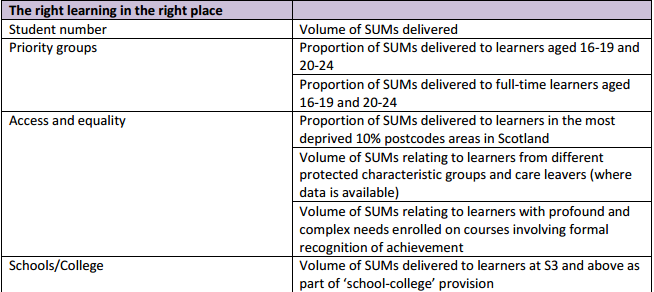 The right learning in the right place
Student number
Volume of SUMs delivered
Priority groups
Proportion of SUMs delivered to learners aged 16-19 and
20-24
Proportion of SUMs delivered to full-time learners aged
16-19 and 20-24
Access and equality
Proportion of SUMs delivered to learners in the most
deprived 10% postcodes areas in Scotland
Volume of SUMs relating to learners from different
protected characteristic groups and care leavers (where
data is available)
Volume of SUMs relating to learners with profound and
complex needs enrolled on courses involving formal
recognition of achievement
Schools/College
Volume of SUMs delivered to learners at S3 and above as
part of ‘school-college’ provision